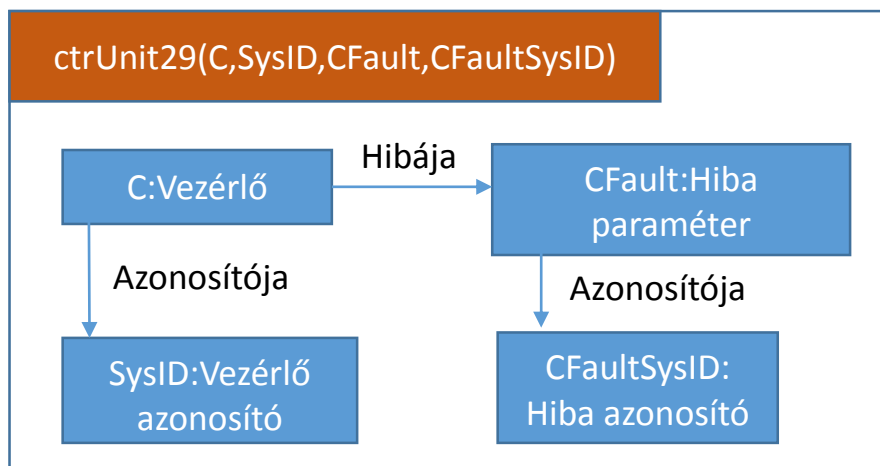 ctrUnit29(C,SysID,CFault,CFaultSysID)
C:Vezérlő
Hibája
CFault:Hiba
paraméter
Azonosítója
Azonosítója
SysID:Vezérlő
azonosító
CFaultSysID:
Hiba azonosító